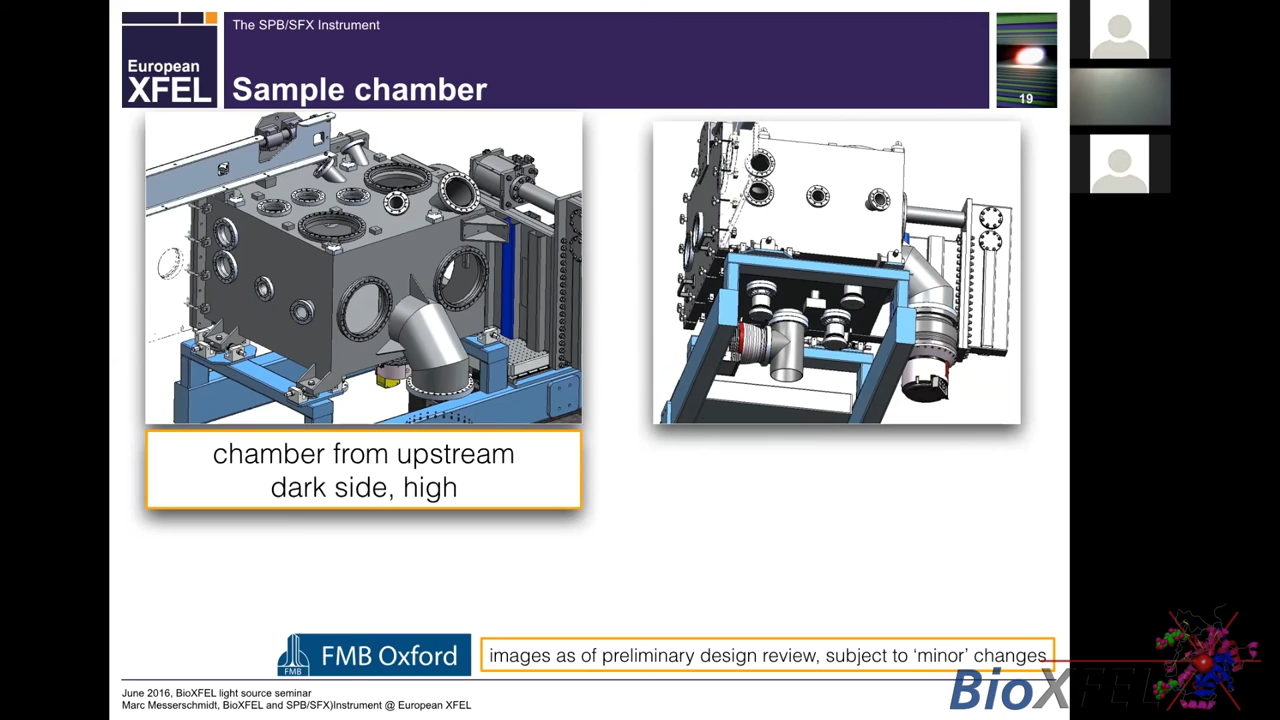 The SPB/SFX Instrument
European
XFEL
Sample chamber
19
chamber from upstream
dark side, high
FMB
FMB Oxford
images as of preliminary design review, subject to ‘minor’ changes
BioXFEL
June 2016, BioXFEL light source seminar
Marc Messerschmidt, BioXFEL and SPB/SFX)Instrument @ European XFEL